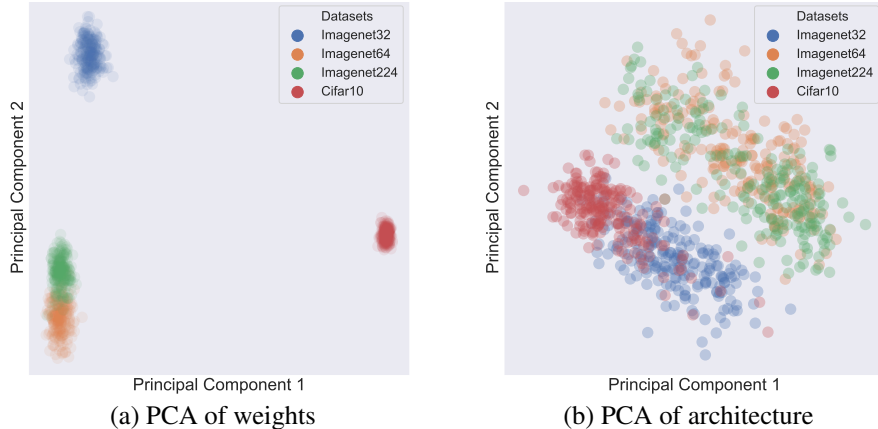 Datasets
Imagenet32
Imagenet64
Imagenet224
Cifar10
Principal Component 2
Principal Component 1
(a) PCA of weights
Datasets
Imagenet32
Imagenet64
Imagenet224
Cifar10
Principal Component 2
Principal Component 1
(b) PCA of architecture